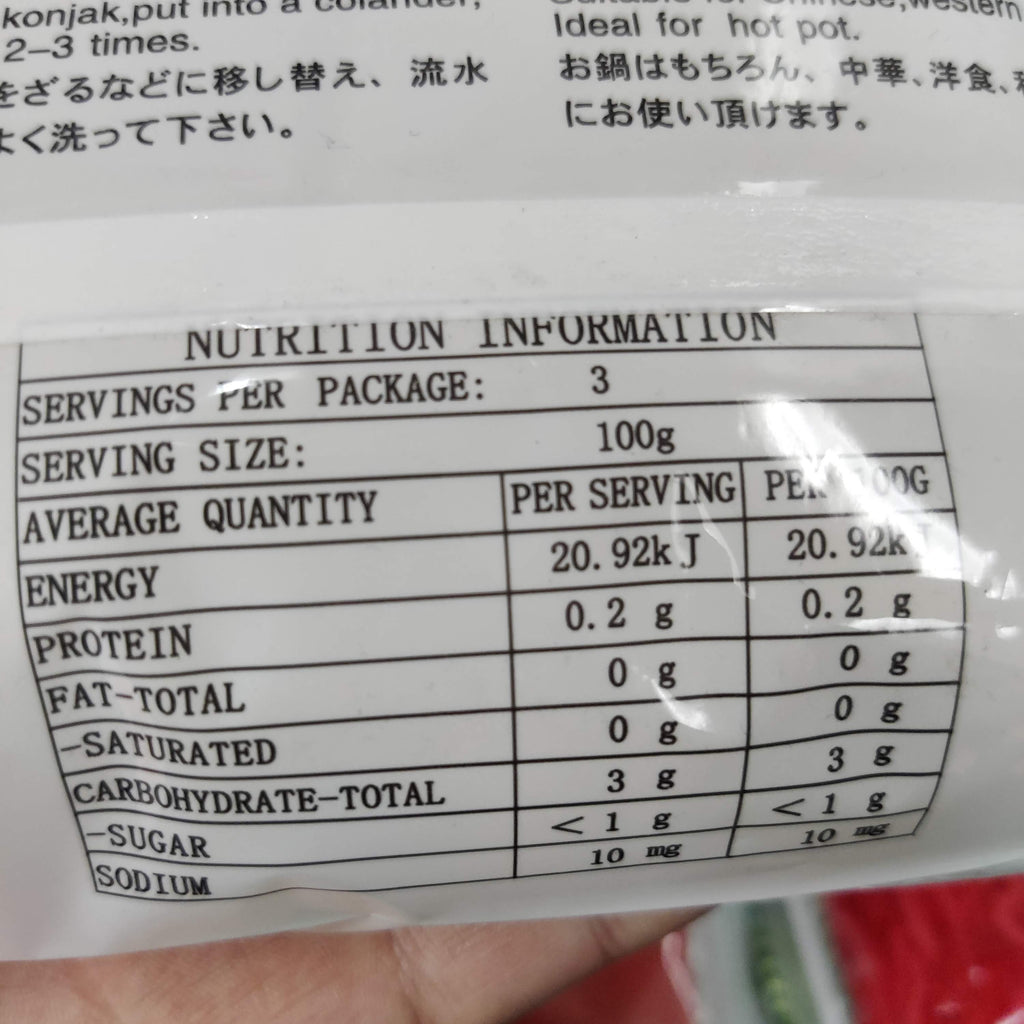 konjak,put into a colander,
2-3 times.
をざるなどに移し替え、流水
よく洗って下さい。
Ideal for hot pot.
お鍋はもちろん、中華、洋食、
にお使い頂けます。
NUTRITION INFORMATION
SERVINGS PER PACKAGE: 3
SERVING SIZE: 100g
AVERAGE QUANTITY PER SERVING PER 100G
ENERGY 20.92kJ 20.92kJ
PROTEIN 0.2 g 0.2 g
FAT-TOTAL 0 g 0 g
-SATURATED 0 g 0 g
CARBOHYDRATE-TOTAL 3 g 3 g
-SUGAR <1 g <1 g
SODIUM 10 mg 10 mg